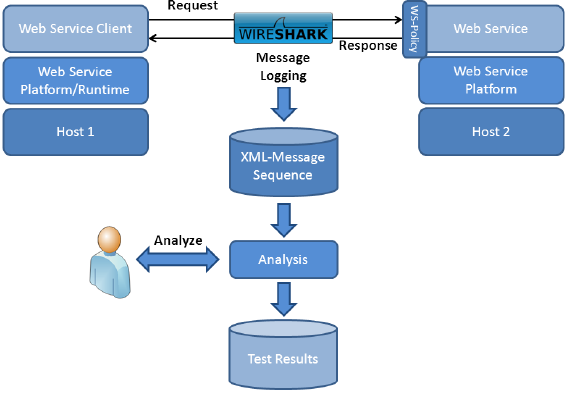 Request
Web Service Client
WIRESHARK
WS-Policy
Web Service
Response
Message
Logging
Web Service
Platform/Runtime
Web Service
Platform
Host 1
Host 2
XML-Message
Sequence
Analyze
Analysis
Test Results